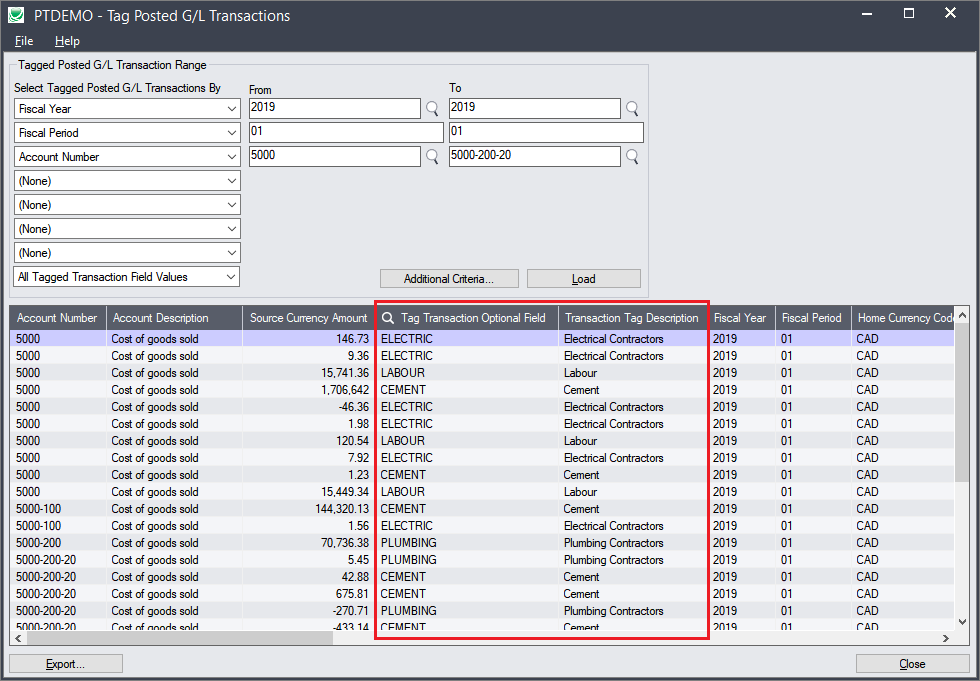 PTDEMO - Tag Posted G/L Transactions
File Help
Tagged Posted G/L Transaction Range
Select Tagged Posted G/L Transactions By From To
Fiscal Year 2019 2019
Fiscal Period 01 01
Account Number 5000 5000-200-20
(None)
(None)
(None)
(None)
All Tagged Transaction Field Values Additional Criteria... Load
Account Number Account Description Source Currency Amount Tag Transaction Optional Field Transaction Tag Description Fiscal Year Fiscal Period Home Currency Code
5000 Cost of goods sold 146.73 ELECTRIC Electrical Contractors 2019 01 CAD
5000 Cost of goods sold 9.36 ELECTRIC Electrical Contractors 2019 01 CAD
5000 Cost of goods sold 15,741.36 LABOUR Labour 2019 01 CAD
5000 Cost of goods sold 1,706,642 CEMENT Cement 2019 01 CAD
5000 Cost of goods sold -46.36 ELECTRIC Electrical Contractors 2019 01 CAD
5000 Cost of goods sold 1.98 ELECTRIC Electrical Contractors 2019 01 CAD
5000 Cost of goods sold 120.54 LABOUR Labour 2019 01 CAD
5000 Cost of goods sold 7.92 ELECTRIC Electrical Contractors 2019 01 CAD
5000 Cost of goods sold 1.23 CEMENT Cement 2019 01 CAD
5000 Cost of goods sold 15,449.34 LABOUR Labour 2019 01 CAD
5000-100 Cost of goods sold 144,320.13 CEMENT Cement 2019 01 CAD
5000-100 Cost of goods sold 1.56 ELECTRIC Electrical Contractors 2019 01 CAD
5000-200 Cost of goods sold 70,736.38 PLUMBING Plumbing Contractors 2019 01 CAD
5000-200-20 Cost of goods sold 5.45 PLUMBING Plumbing Contractors 2019 01 CAD
5000-200-20 Cost of goods sold 42.88 CEMENT Cement 2019 01 CAD
5000-200-20 Cost of goods sold 675.81 CEMENT Cement 2019 01 CAD
5000-200-20 Cost of goods sold -270.71 PLUMBING Plumbing Contractors 2019 01 CAD
5000-200-20 Cost of goods sold -433.14 CEMENT Cement 2019 01 CAD
Export... Close